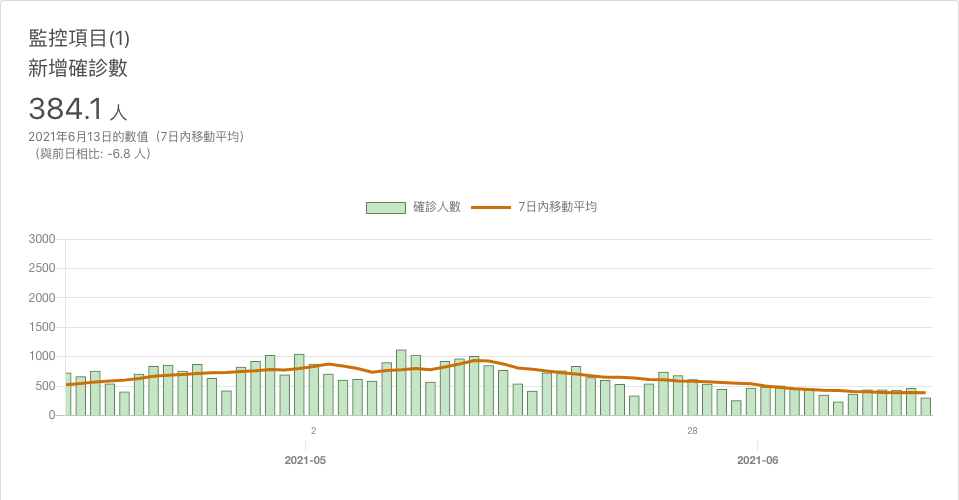 監控項目(1)
新增確診數
384.1 人
2021年6月13日的數值（7日內移動平均）
（與前日相比: -6.8 人）
確診人數 7日內移動平均
3000
2500
2000
1500
1000
500
0
2 28
2021-05 2021-06